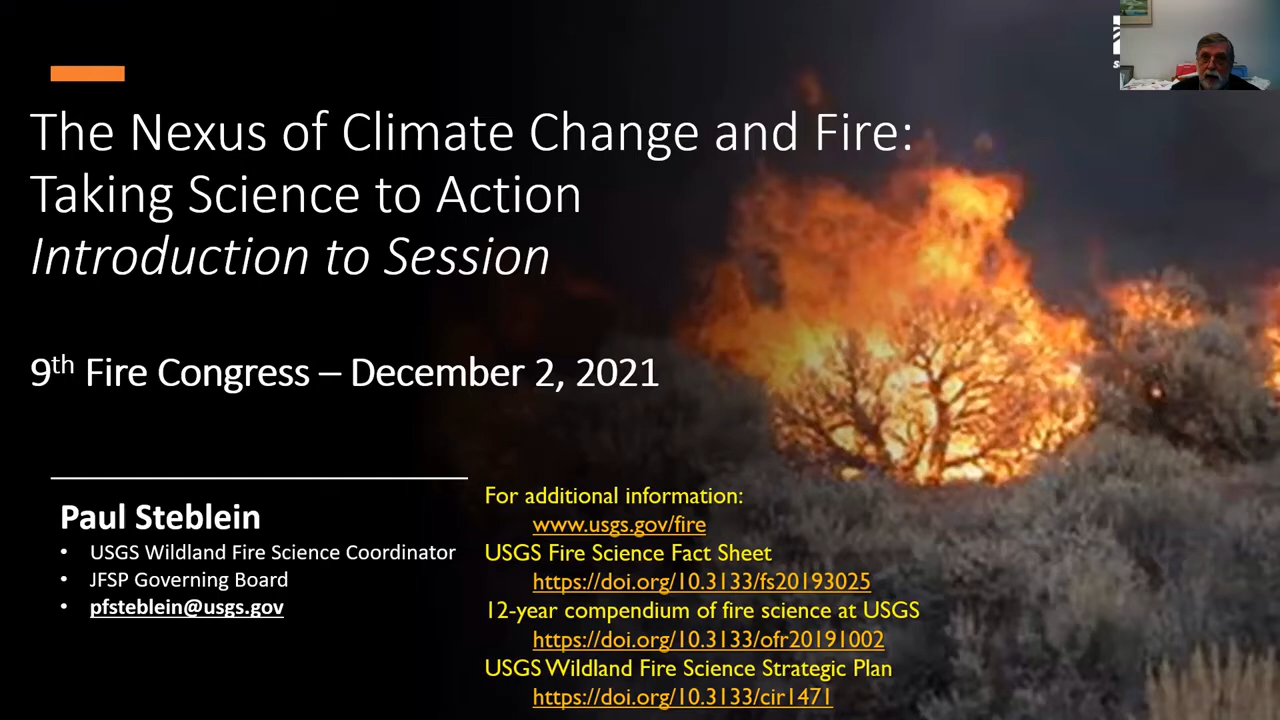 The Nexus of Climate Change and Fire:
Taking Science to Action
Introduction to Session
9th Fire Congress – December 2, 2021
Paul Steblein
• USGS Wildland Fire Science Coordinator
• JFSP Governing Board
• pfsteblein@usgs.gov
For additional information:
www.usgs.gov/fire
USGS Fire Science Fact Sheet
https://doi.org/10.3133/fs20193025
12-year compendium of fire science at USGS
https://doi.org/10.3133/ofr20191002
USGS Wildland Fire Science Strategic Plan
https://doi.org/10.3133/cir1471